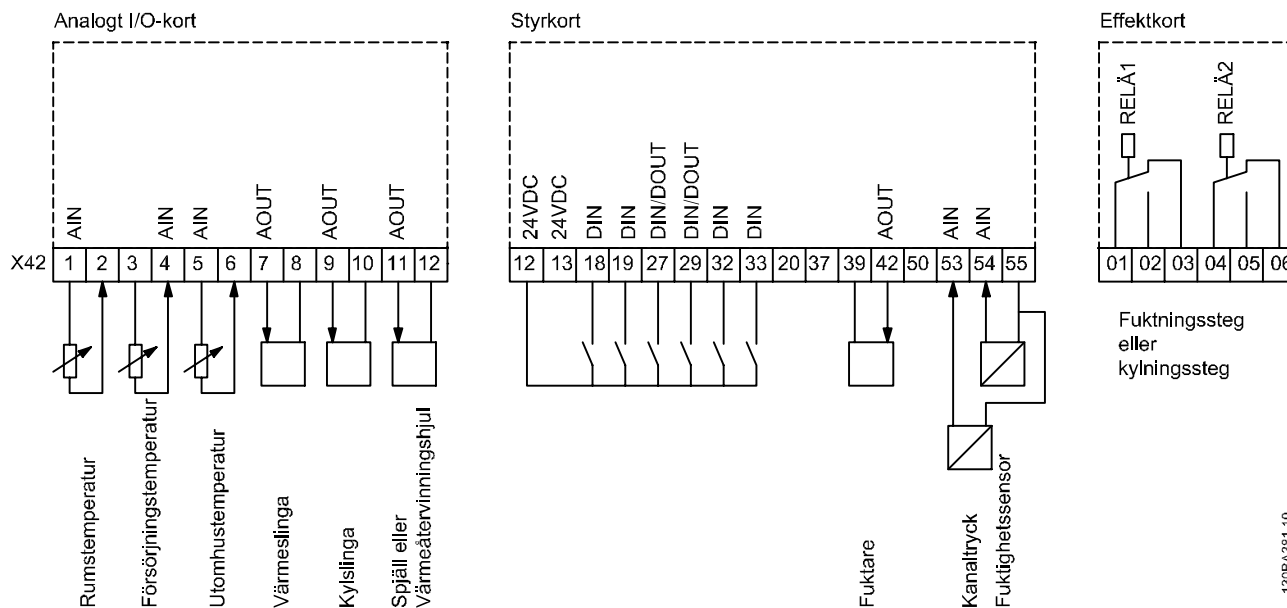 Analogt I/O-kort
Styrkort
Effektkort
RELÄ1
RELÄ2
AIN
AIN
AIN
AOUT
AOUT
AOUT
24VDC
24VDC
DIN
DIN
DIN/DOUT
DIN/DOUT
DIN
DIN
AOUT
AIN
AIN
X42 1 2 3 4 5 6 7 8 9 10 11 12
12 13 18 19 27 29 32 33 20 37 39 42 50 53 54 55
01 02 03 04 05 06
Fuktningssteg
eller
kylningssteg
Rumstemperatur
Försörjningstemperatur
Utomhustemperatur
Värmeslinga
Kylslinga
Spjäll eller
Värmeåtervinningshjul
Fuktare
Kanaltryck
Fuktighetssensor
130BA381.10